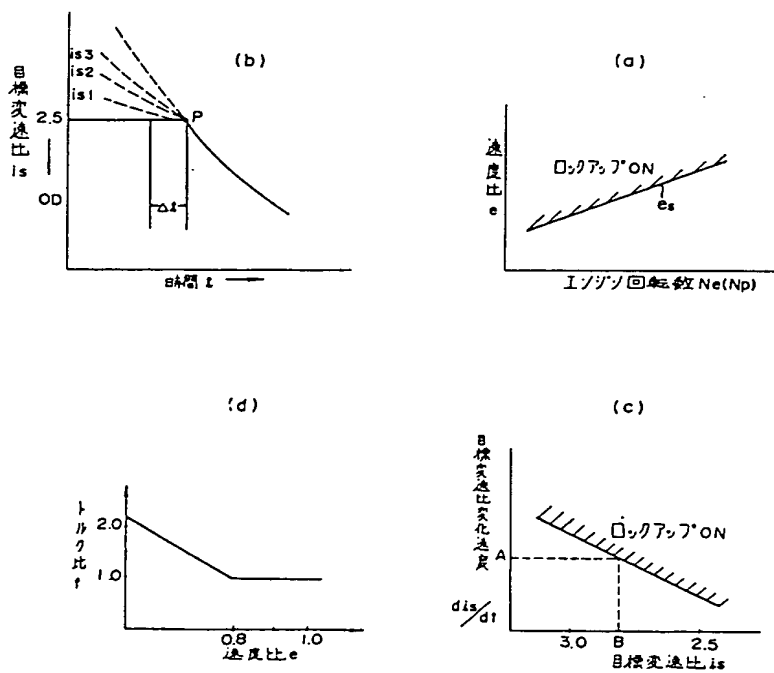 (b)
is3
is2
is1
目標変速比 is
2.5
OD
P
Δt
時間 t
(a)
速度比 e
ロックアップON
es
エンジン回転数 Ne(Np)
(d)
トルク比 t
2.0
1.0
0.8
1.0
速度比 e
(c)
目標変速比変化速度
dis/dt
ロックアップON
A
3.0
B
2.5
目標変速比 is